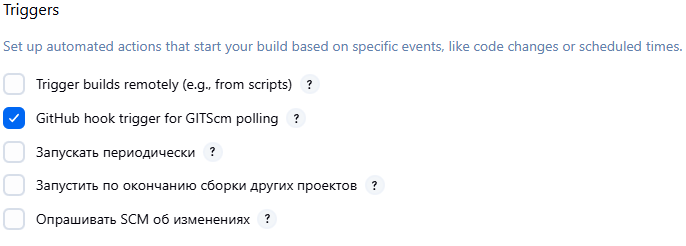 Triggers
Set up automated actions that start your build based on specific events, like code changes or scheduled times.
Trigger builds remotely (e.g., from scripts) ?
GitHub hook trigger for GITScm polling ?
Запускать периодически ?
Запустить по окончанию сборки других проектов ?
Опрашивать SCM об изменениях ?